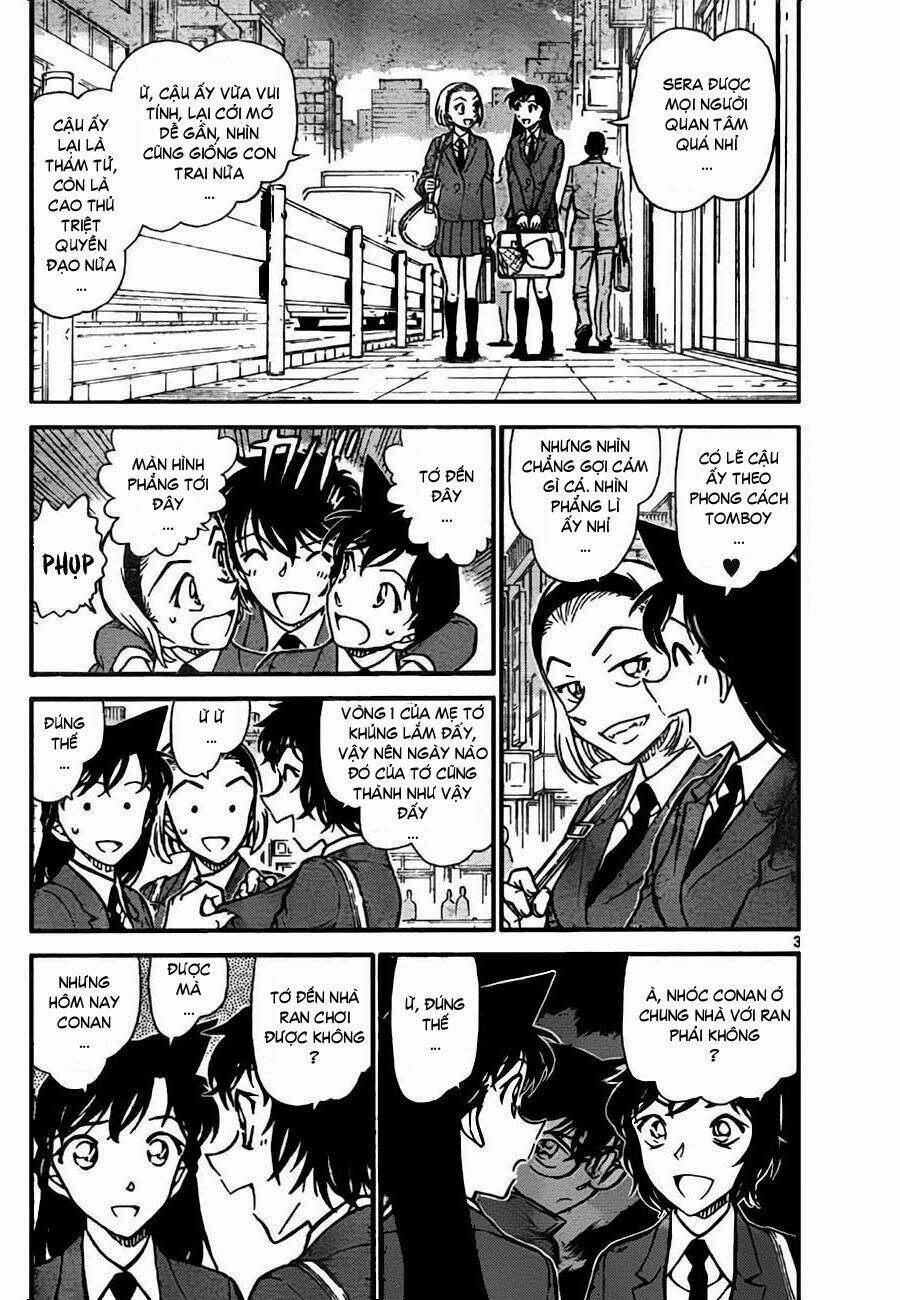 SERA ĐƯỢC
MỌI NGƯỜI
QUAN TÂM
QUÁ NHỈ
...
Ừ, CẬU ẤY VỪA VUI
TÍNH, LẠI CỞI MỞ
DỄ GẦN, NHÌN
CŨNG GIỐNG CON
TRAI NỮA
...
CẬU ẤY
LẠI LÀ
THÁM TỬ,
CÒN LÀ
CAO THỦ
TRIỆT
QUYỀN
ĐẠO NỮA
CÓ LẼ CẬU
ẤY THEO
PHONG CÁCH
TOMBOY
♥
NHƯNG NHÌN
CHẲNG GỢI CẢM
GÌ CẢ. NHÌN
PHẲNG LÌ
ẤY NHỈ
...
TỚ ĐẾN
ĐÂY
...
MÀN HÌNH
PHẲNG TỚI
ĐÂY
...
PHỤP
VÒNG 1 CỦA MẸ TỚ
KHỦNG LẮM ĐẤY,
VẬY NÊN NGÀY NÀO
ĐÓ CỦA TỚ CŨNG
THÀNH NHƯ VẬY
ĐẤY
...
Ừ Ừ
...
ĐÚNG
THẾ
...
3
À, NHÓC CONAN Ở
CHUNG NHÀ VỚI RAN
PHẢI KHÔNG
?
Ừ, ĐÚNG
THẾ
...
TỚ ĐẾN NHÀ
RAN CHƠI
ĐƯỢC KHÔNG
?
ĐƯỢC
MÀ
...
NHƯNG
HÔM NAY
CONAN
...